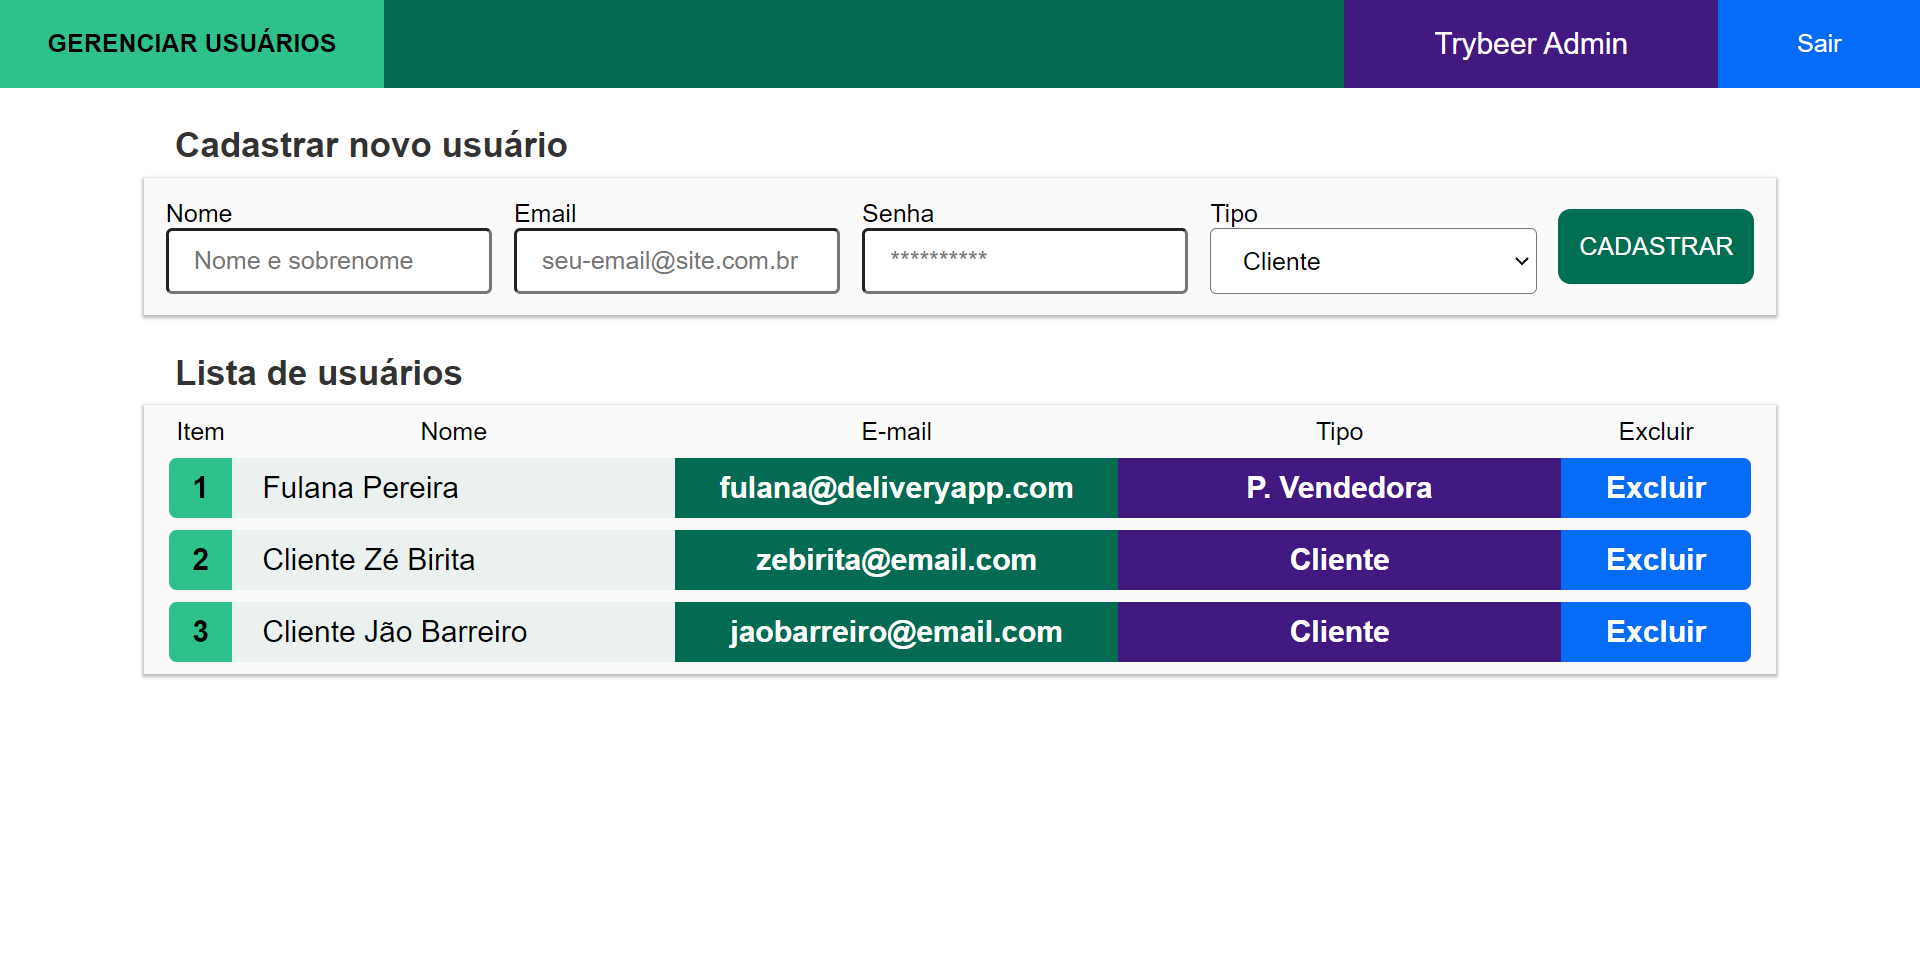 GERENCIAR USUÁRIOS Trybeer Admin Sair
Cadastrar novo usuário
Nome Email Senha Tipo
Nome e sobrenome seu-email@site.com.br ********** Cliente CADASTRAR
Lista de usuários
Item Nome E-mail Tipo Excluir
1 Fulana Pereira fulana@deliveryapp.com P. Vendedora Excluir
2 Cliente Zé Birita zebirita@email.com Cliente Excluir
3 Cliente Jão Barreiro jaobarreiro@email.com Cliente Excluir